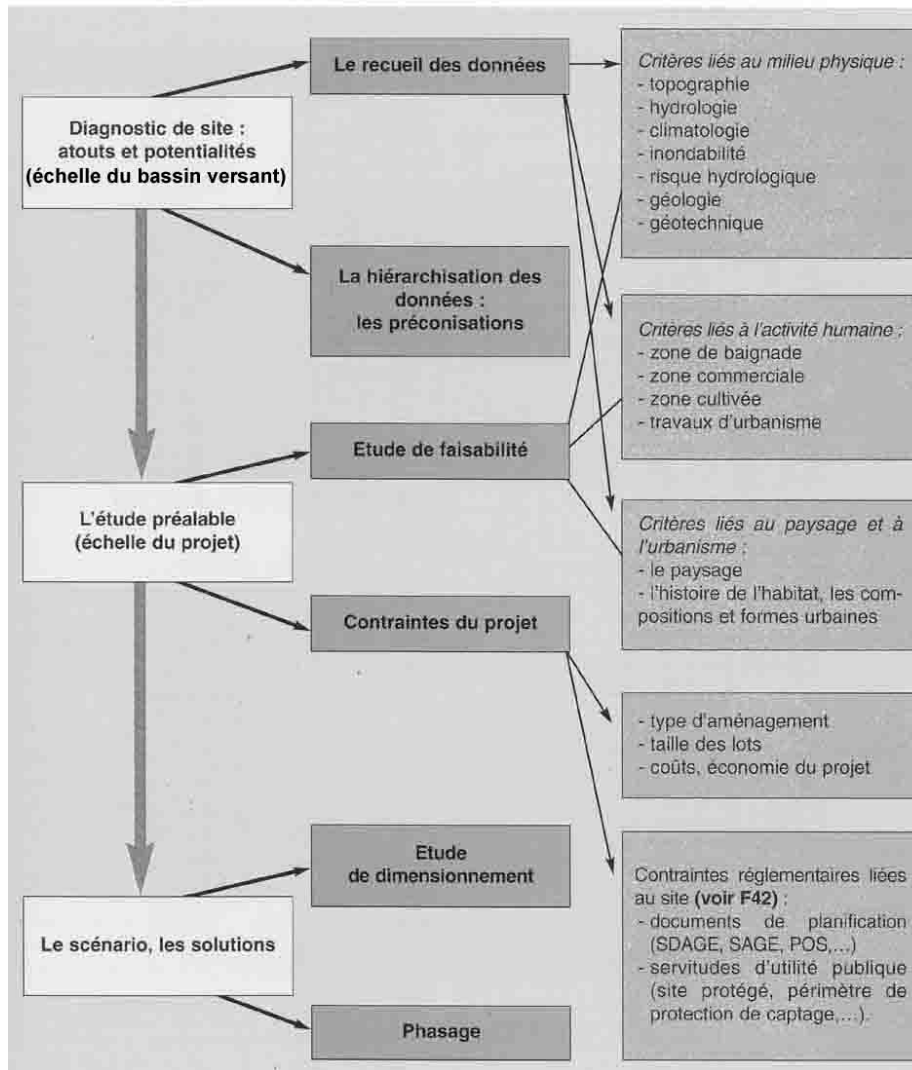 Diagnostic de site :
atouts et potentialités
(échelle du bassin versant)
L'étude préalable
(échelle du projet)
Le scénario, les solutions
Le recueil des données
La hiérarchisation des
données :
les préconisations
Etude de faisabilité
Contraintes du projet
Etude
de dimensionnement
Phasage
Critères liés au milieu physique :
- topographie
- hydrologie
- climatologie
- inondabilité
- risque hydrologique
- géologie
- géotechnique
Critères liés à l'activité humaine :
- zone de baignade
- zone commerciale
- zone cultivée
- travaux d'urbanisme
Critères liés au paysage et à
l'urbanisme :
- le paysage
- l'histoire de l'habitat, les com-
positions et formes urbaines
- type d'aménagement
- taille des lots
- coûts, économie du projet
Contraintes réglementaires liées
au site (voir F42) :
- documents de planification
(SDAGE, SAGE, POS,...)
- servitudes d'utilité publique
(site protégé, périmètre de
protection de captage,...).